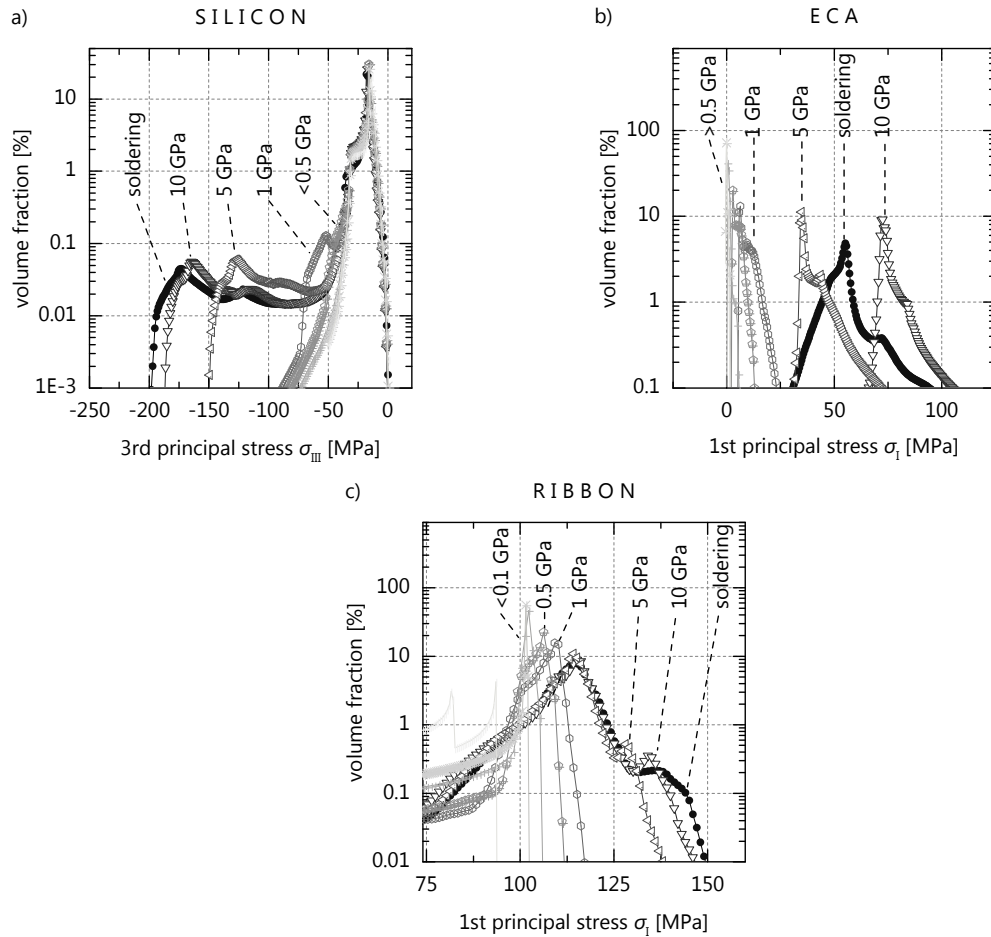 a)
SILICON
volume fraction [%]
10
1
0.1
0.01
1E-3
soldering
10 GPa
5 GPa
1 GPa
<0.5 GPa
-250 -200 -150 -100 -50 0
3rd principal stress σIII [MPa]
b)
ECA
volume fraction [%]
100
10
1
0.1
>0.5 GPa
1 GPa
5 GPa
soldering
10 GPa
0 50 100
1st principal stress σI [MPa]
c)
RIBBON
volume fraction [%]
100
10
1
0.1
0.01
<0.1 GPa
0.5 GPa
1 GPa
5 GPa
10 GPa
soldering
75 100 125 150
1st principal stress σI [MPa]